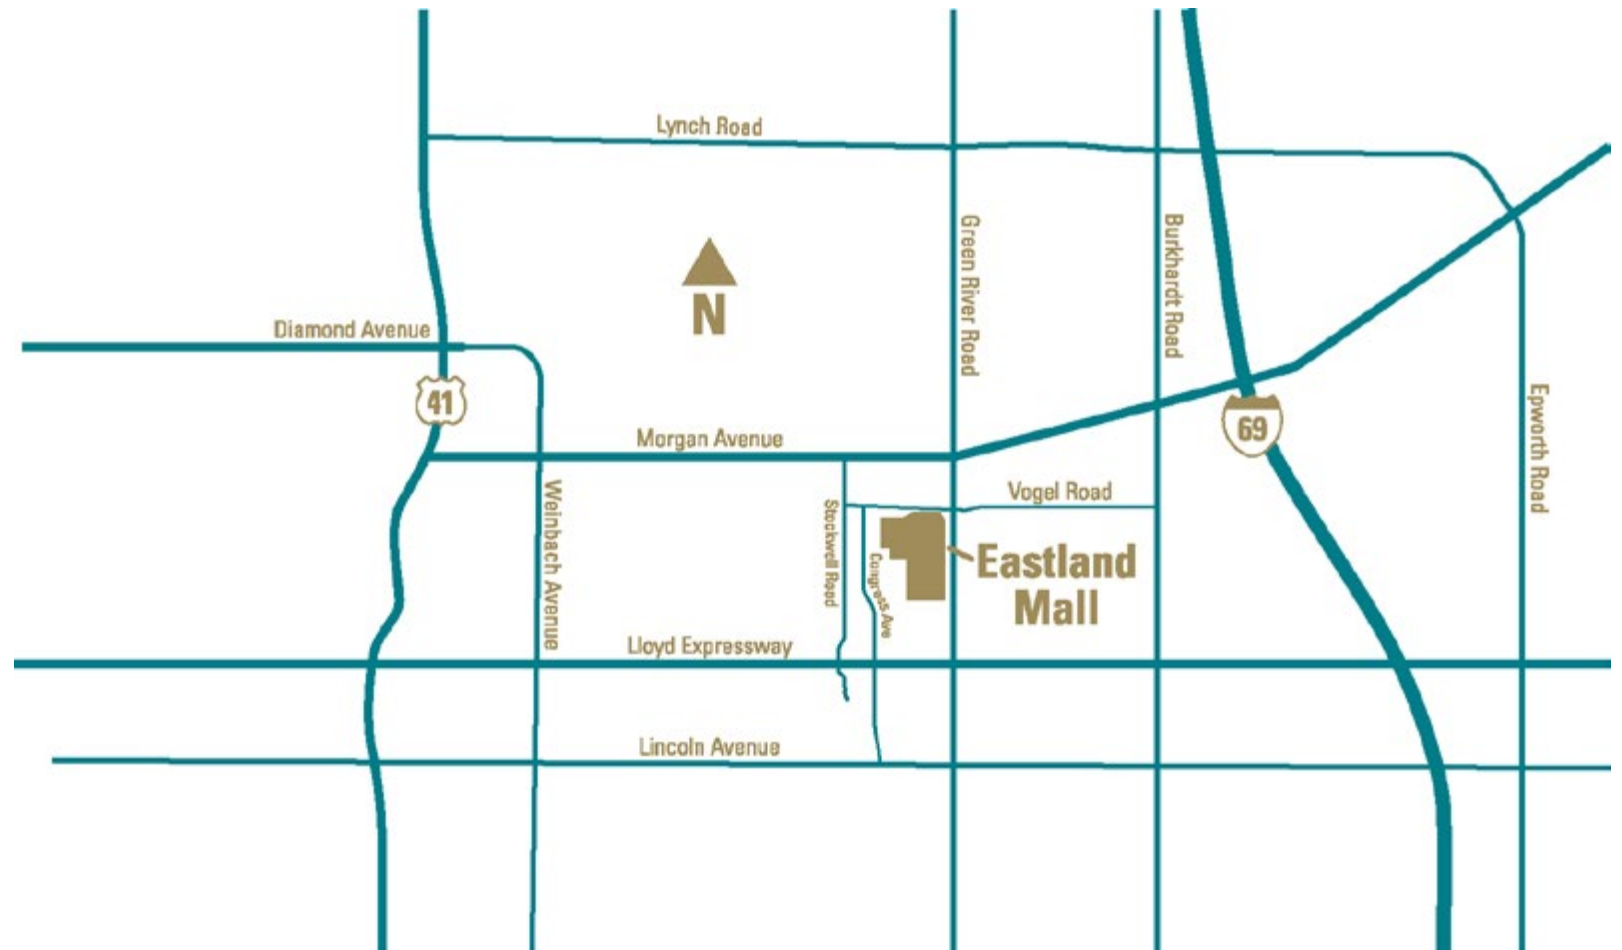 Lynch Road
Green River Road
Burkhardt Road
N
Diamond Avenue
41
69
Epworth Road
Morgan Avenue
Weinbach Avenue
Vogel Road
Stockwell Road
Congress Ave
Eastland
Mall
Lloyd Expressway
Lincoln Avenue